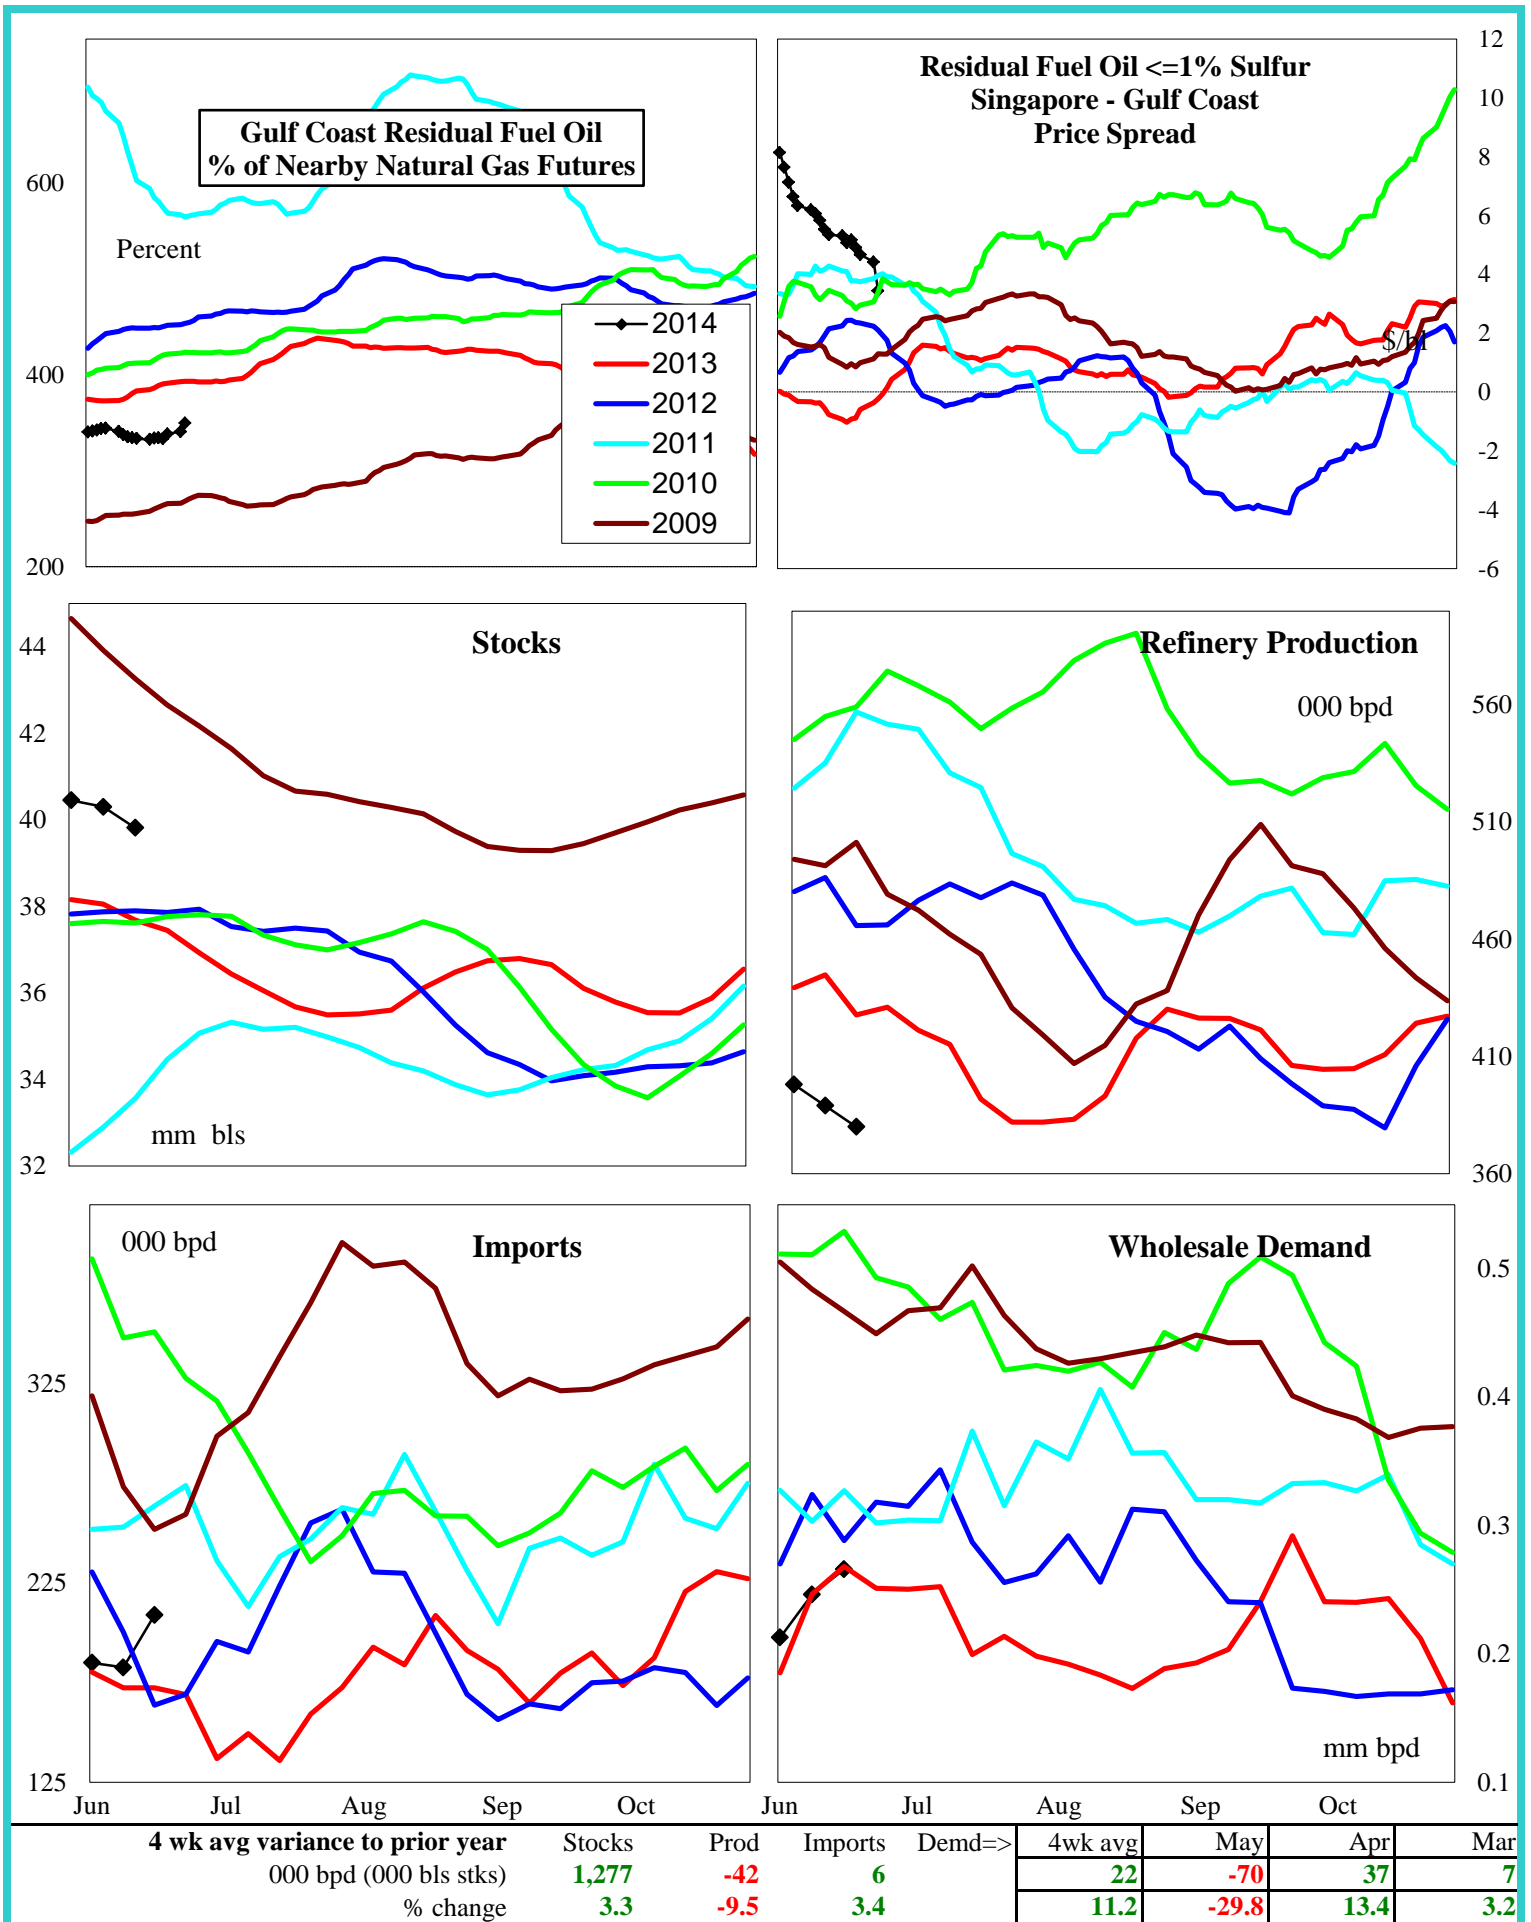 Gulf Coast Residual Fuel Oil
% of Nearby Natural Gas Futures
Percent
600
400
200
2014
2013
2012
2011
2010
2009
Residual Fuel Oil <=1% Sulfur
Singapore - Gulf Coast
Price Spread
$/bl
12
10
8
6
4
2
0
-2
-4
-6
Stocks
mm bls
44
42
40
38
36
34
32
Refinery Production
000 bpd
560
510
460
410
360
000 bpd
Imports
325
225
125
Jun Jul Aug Sep Oct
Wholesale Demand
mm bpd
0.5
0.4
0.3
0.2
0.1
Jun Jul Aug Sep Oct
4 wk avg variance to prior year Stocks Prod Imports Demd=> 4wk avg May Apr Mar
000 bpd (000 bls stks) 1,277 -42 6 22 -70 37 7
% change 3.3 -9.5 3.4 11.2 -29.8 13.4 3.2